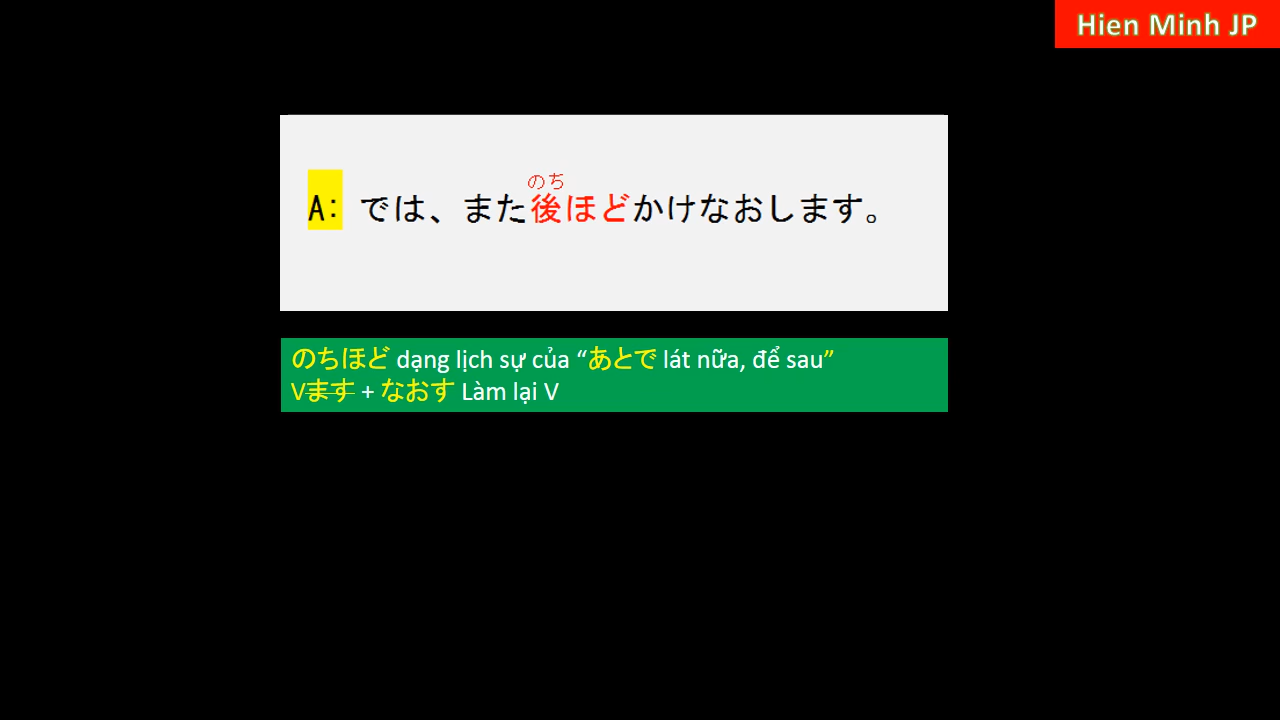 Hien Minh JP
のち
A: では、また後ほどかけなおします。
のちほど dạng lịch sự của “あとで lát nữa, để sau”
Vます + なおす Làm lại V